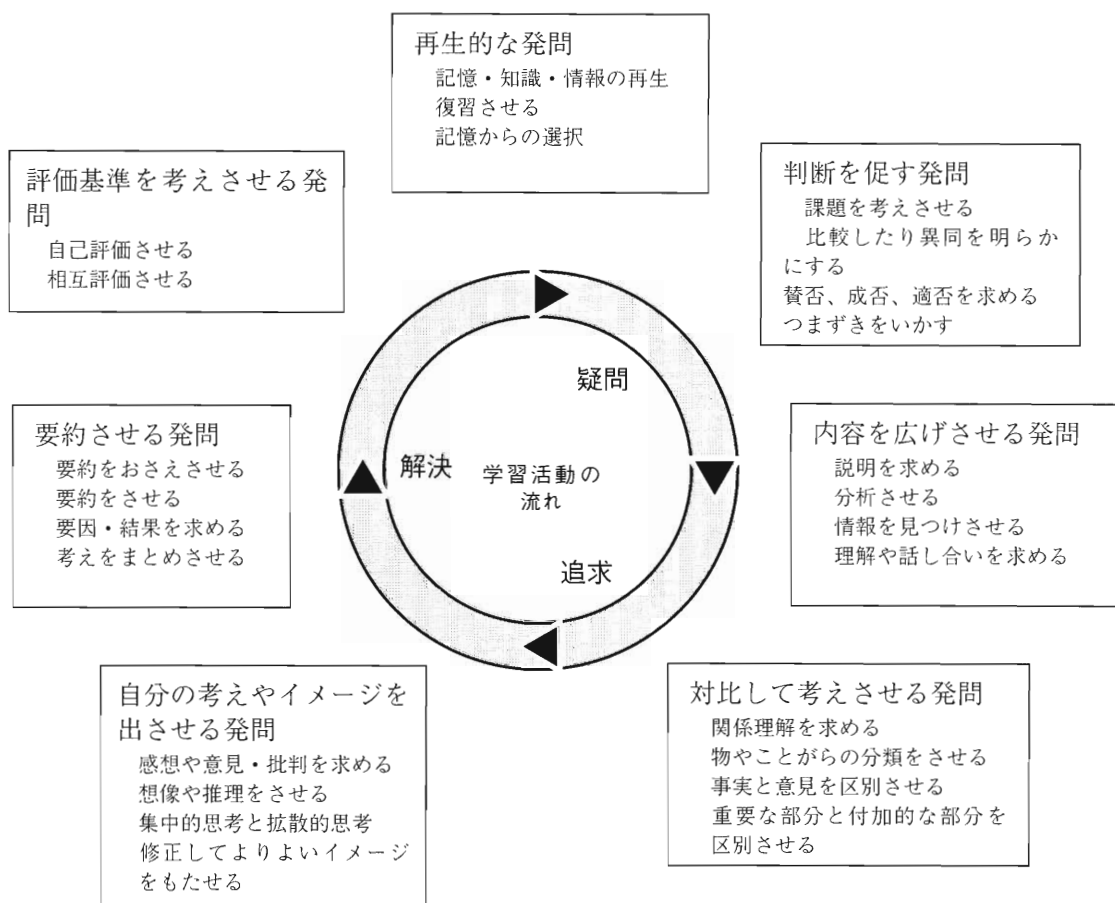 再生的な発問
記憶・知識・情報の再生
復習させる
記憶からの選択
判断を促す発問
課題を考えさせる
比較したり異同を明らか
にする
賛否、成否、適否を求める
つまずきをいかす
内容を広げさせる発問
説明を求める
分析させる
情報を見つけさせる
理解や話し合いを求める
対比して考えさせる発問
関係理解を求める
物やことがらの分類をさせる
事実と意見を区別させる
重要な部分と付加的な部分を
区別させる
自分の考えやイメージを
出させる発問
感想や意見・批判を求める
想像や推理をさせる
集中的思考と拡散的思考
修正してよりよいイメージ
をもたせる
要約させる発問
要約をおさえさせる
要約をさせる
要因・結果を求める
考えをまとめさせる
評価基準を考えさせる発
問
自己評価させる
相互評価させる
疑問
追求
解決
学習活動の
流れ